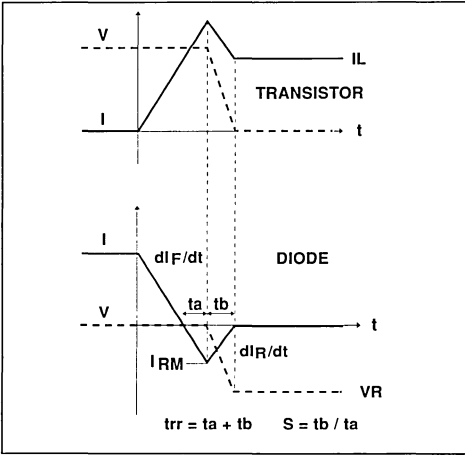 V
IL
TRANSISTOR
I
t
I
dIF/dt
DIODE
ta tb
V
t
IRM
dIR/dt
VR
trr = ta + tb S = tb / ta